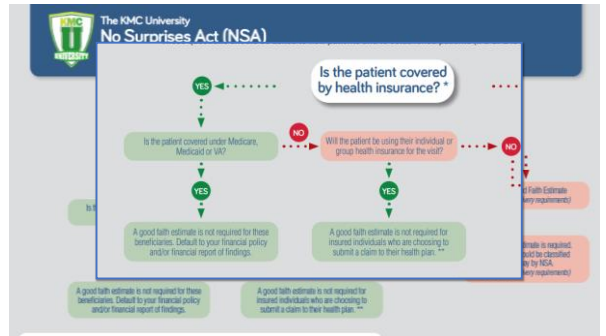 KMC
U
UNIVERSITY
The KMC University
No Surprises Act (NSA)
Is the patient covered
by health insurance? *
YES
Is the patient covered under Medicare,
Medicaid or VA?
NO
Will the patient be using their individual or
group health insurance for the visit?
NO
YES
YES
A good faith estimate is not required for these
beneficiaries. Default to your financial policy
and/or financial report of findings.
A good faith estimate is not required for
insured individuals who are choosing to
submit a claim to their health plan. **
Is t
d Faith Estimate
very requirements)
stimate is required.
ould be classified
ay by NSA.
very requirements)
A good faith estimate is not required for these
beneficiaries. Default to your financial policy
and/or financial report of findings.
A good faith estimate is not required for
insured individuals who are choosing to
submit a claim to their health plan. **